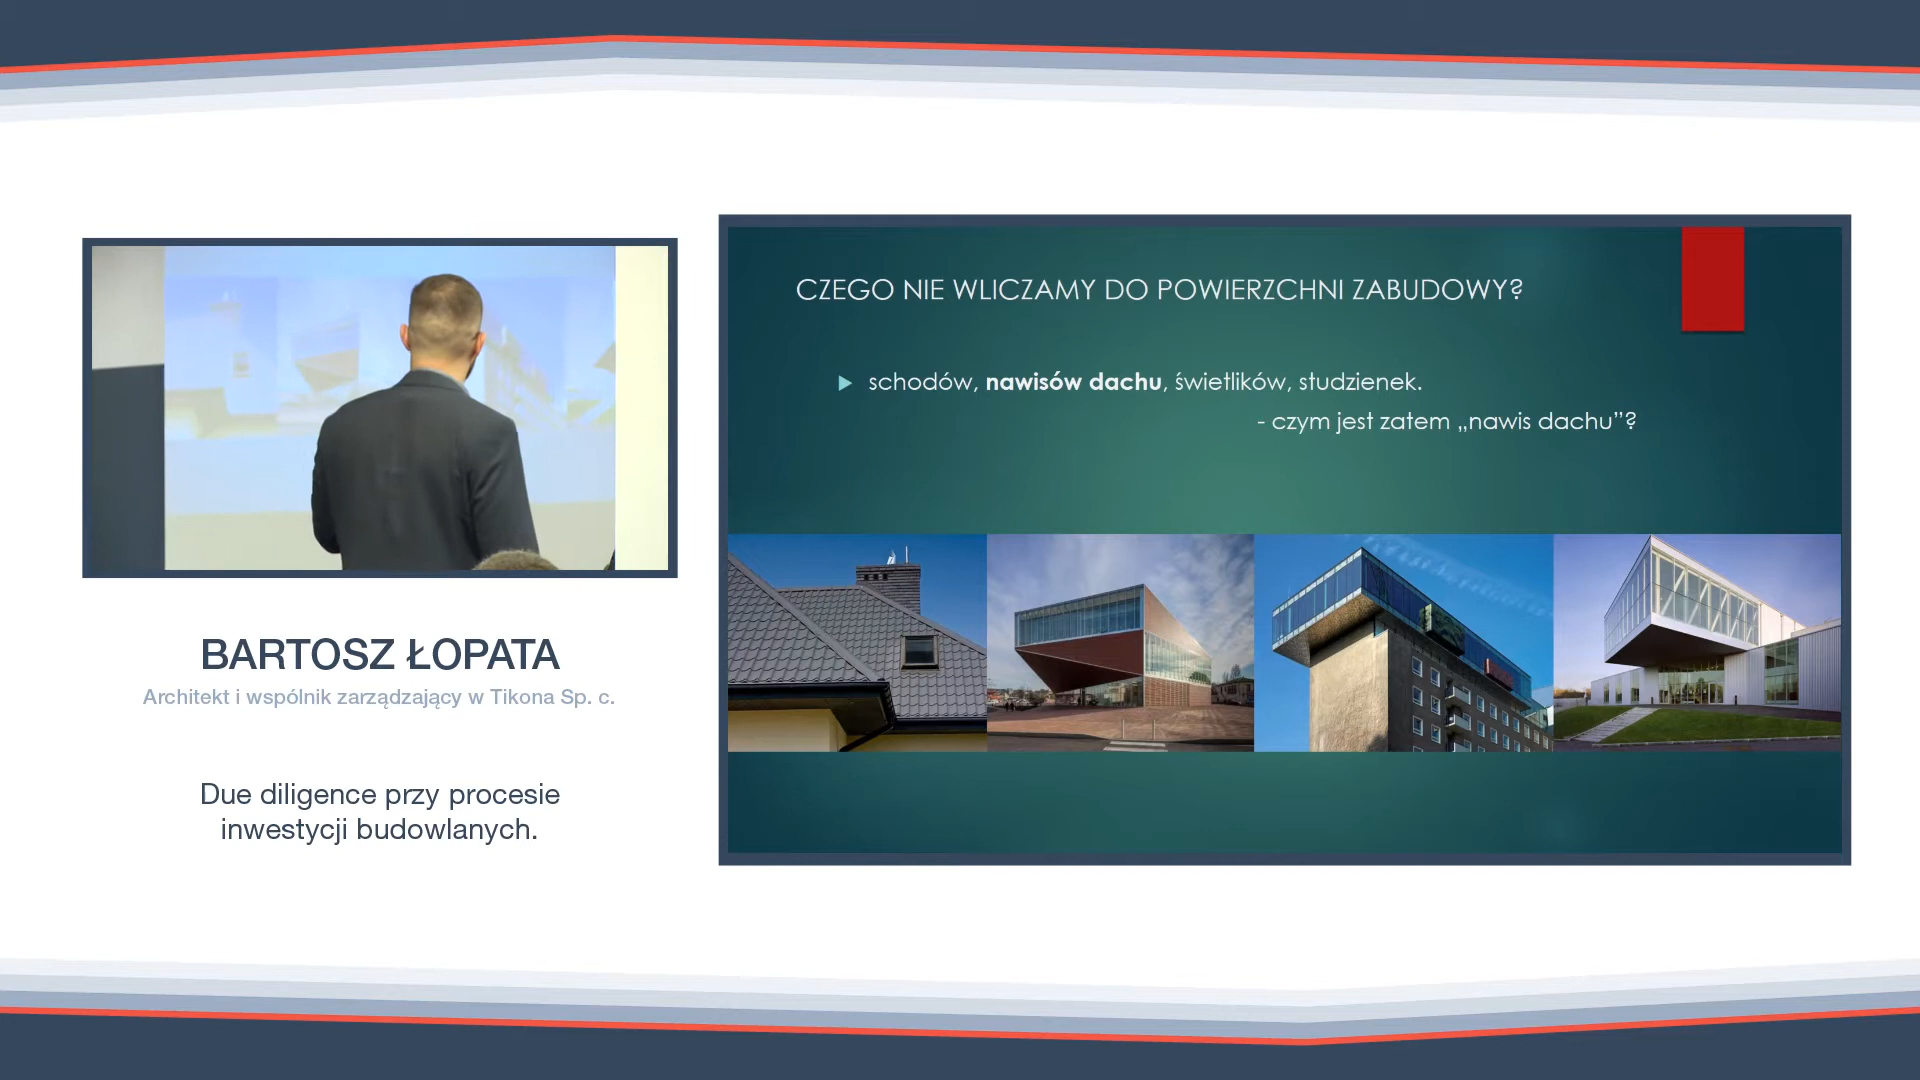 BARTOSZ ŁOPATA
Architekt i wspólnik zarządzający w Tikona Sp. c.
Due diligence przy procesie
inwestycji budowlanych.
CZEGO NIE WLICZAMY DO POWIERZCHNI ZABUDOWY?
schodów, nawisów dachu, świetlików, studzienek.
- czym jest zatem „nawis dachu”?